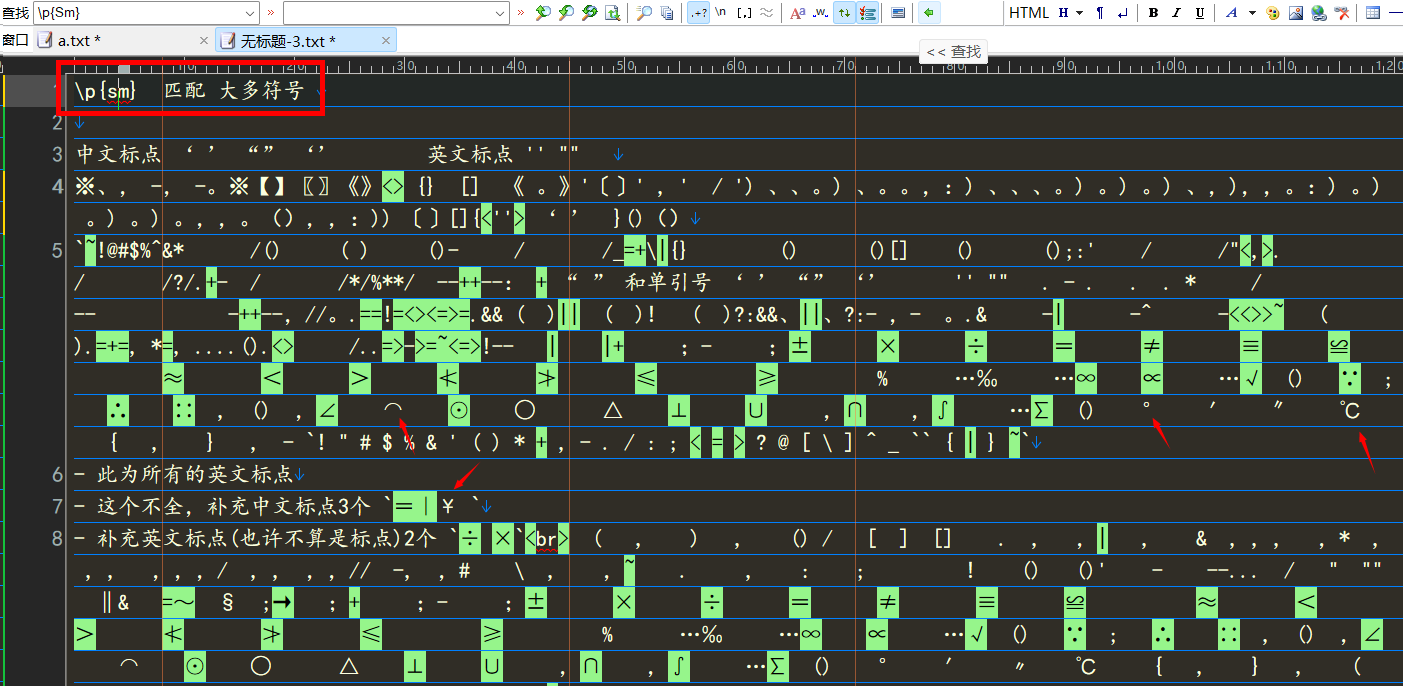 查找 \p{Sm} » » .+? \n [,] Aa .w. HTML H ¶ B I U A
窗口 a.txt * × 无标题-3.txt * ×
<< 查找
0 10 20 30 40 50 60 70 80 90 100 110 120
1 \p{sm} 匹配 大多符号 ↓
2 ↓
3 中文标点 ‘ ’ “” ‘’ 英文标点 '' "" ↓
4 ※、, -, -。※【】〖〗《》<> {} [] 《 。》'〔〕' , ' / ')、、。)、。。,:)、、、。)。)。)、,),,。:)。)
。)。)。,,。(),,:))〔〕[]{<''> ‘ ’ }() () ↓
5 `~!@#$%^&* /() ( ) ()- / /_=+\|{} () ()[] () ();:' / /"<,>.
/ /?/.+- / /*/%**/ --++--: + “ ” 和单引号 ‘ ’ “” ‘’ '' "" . - . . . * /
-- -++--, //。.==!=<><=>=.&& ( )|| ( )! ( )?:&&、||、?:- , - 。.& -| -^ -<<>>~ (
).=+=, *=, ....().<> /..=>->=~<=>!-- | |+ ;- ;± × ÷ = ≠ ≡ ≌
≈ < > ≮ ≯ ≤ ≥ % …‰ …∞ ∝ …√ () ∵ ;
∴ ∷ , () ,∠ ⌒ ⊙ ○ △ ⊥ ∪ ,∩ ,∫ …∑ () ° ′ 〃 ℃
{ , } , - `! " # $ % & ' ( ) * + , - . / : ; < = > ? @ [ \ ] ^ _ `` { | } ~`↓
6 - 此为所有的英文标点↓
7 - 这个不全, 补充中文标点3个 `=|¥ `↓
8 - 补充英文标点(也许不算是标点)2个 `÷ ×`<br> ( , ) , () / [ ] [] . , ,| , & , , , , * ,
, , , , , / , , , , // -, , # \ , , ~ . , : ; ! () ()' - --... / " ""
‖& =～ § ;→ ;+ ;- ;± × ÷ = ≠ ≡ ≌ ≈ <
> ≮ ≯ ≤ ≥ % …‰ …∞ ∝ …√ () ∵ ; ∴ ∷ , () ,∠
⌒ ⊙ ○ △ ⊥ ∪ ,∩ ,∫ …∑ () ° ′ 〃 ℃ { , } , (